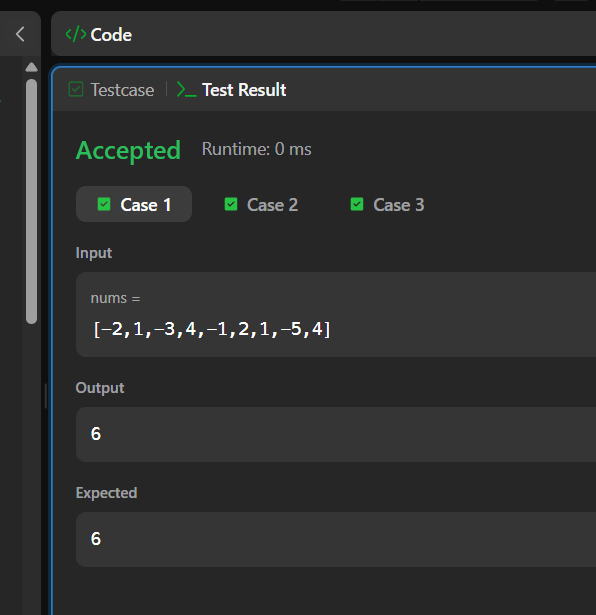 </> Code
Testcase | >_ Test Result
Accepted Runtime: 0 ms
Case 1 Case 2 Case 3
Input
nums =
[-2,1,-3,4,-1,2,1,-5,4]
Output
6
Expected
6